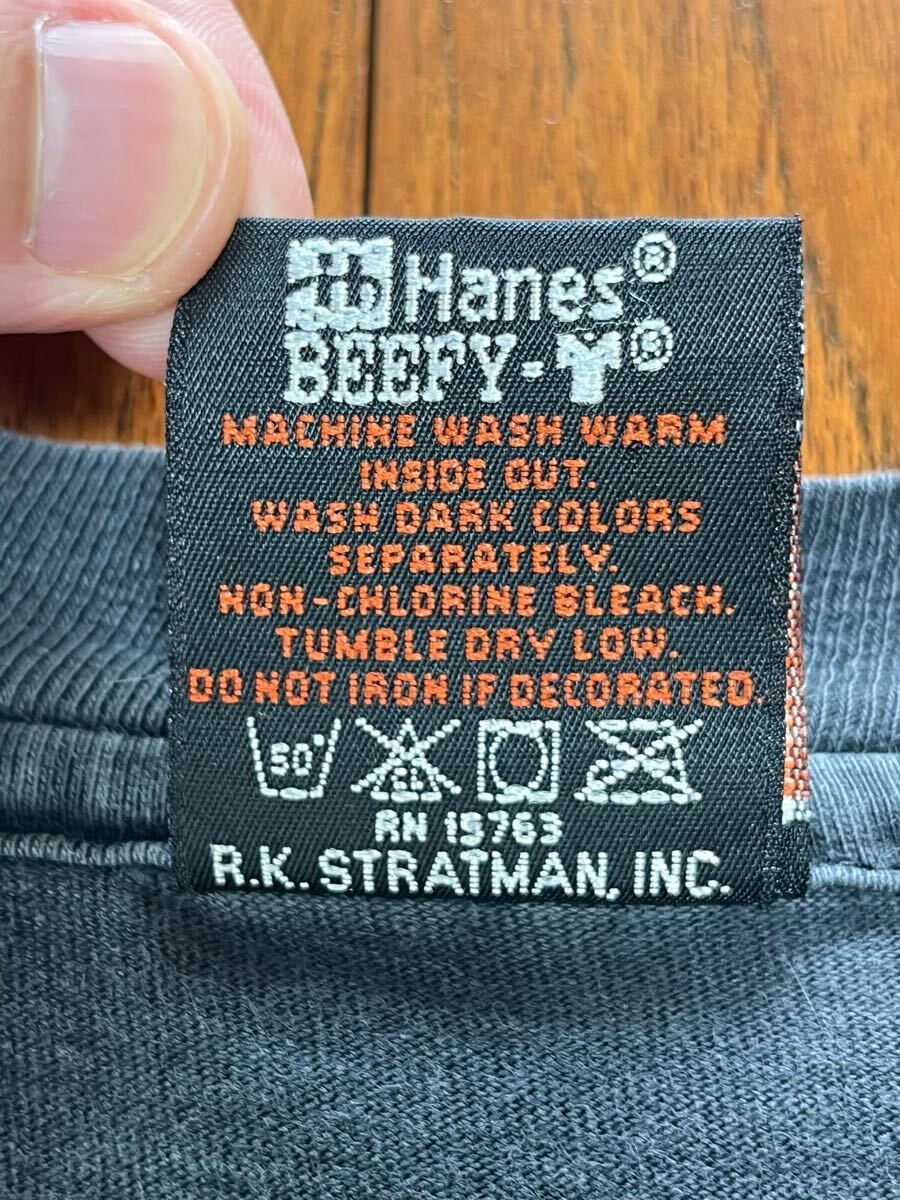 Hanes®
BEEFY-T®
MACHINE WASH WARM
INSIDE OUT.
WASH DARK COLORS
SEPARATELY.
NON-CHLORINE BLEACH.
TUMBLE DRY LOW.
DO NOT IRON IF DECORATED.
50°
RN 15763
R.K. STRATMAN, INC.